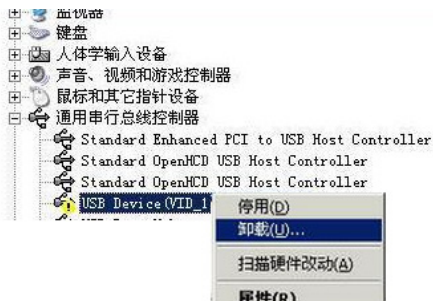 监视器
键盘
人体学输入设备
声音、视频和游戏控制器
鼠标和其它指针设备
通用串行总线控制器
Standard Enhanced PCI to USB Host Controller
Standard OpenHCD USB Host Controller
Standard OpenHCD USB Host Controller
USB Device(VID_1
停用(D)
卸载(U)...
扫描硬件改动(A)
属性(R)